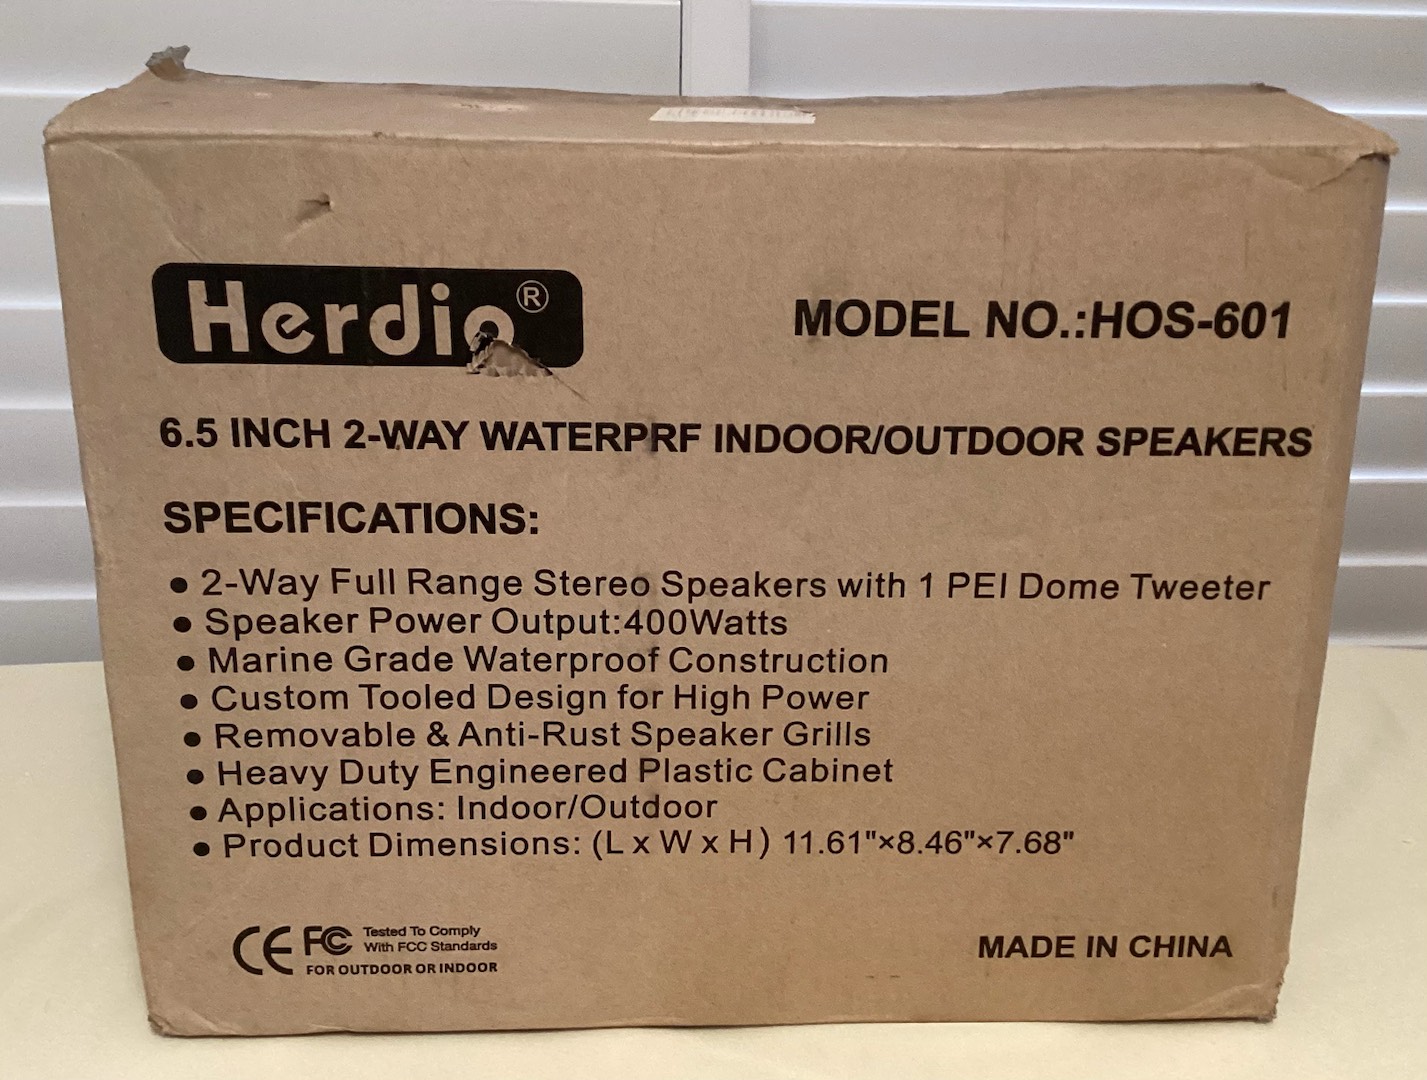 Herdio®
MODEL NO.:HOS-601
6.5 INCH 2-WAY WATERPRF INDOOR/OUTDOOR SPEAKERS
SPECIFICATIONS:
● 2-Way Full Range Stereo Speakers with 1 PEI Dome Tweeter
● Speaker Power Output:400Watts
● Marine Grade Waterproof Construction
● Custom Tooled Design for High Power
● Removable & Anti-Rust Speaker Grills
● Heavy Duty Engineered Plastic Cabinet
● Applications: Indoor/Outdoor
● Product Dimensions: (L x W x H) 11.61"×8.46"×7.68"
CE FC Tested To Comply
With FCC Standards
FOR OUTDOOR OR INDOOR
MADE IN CHINA